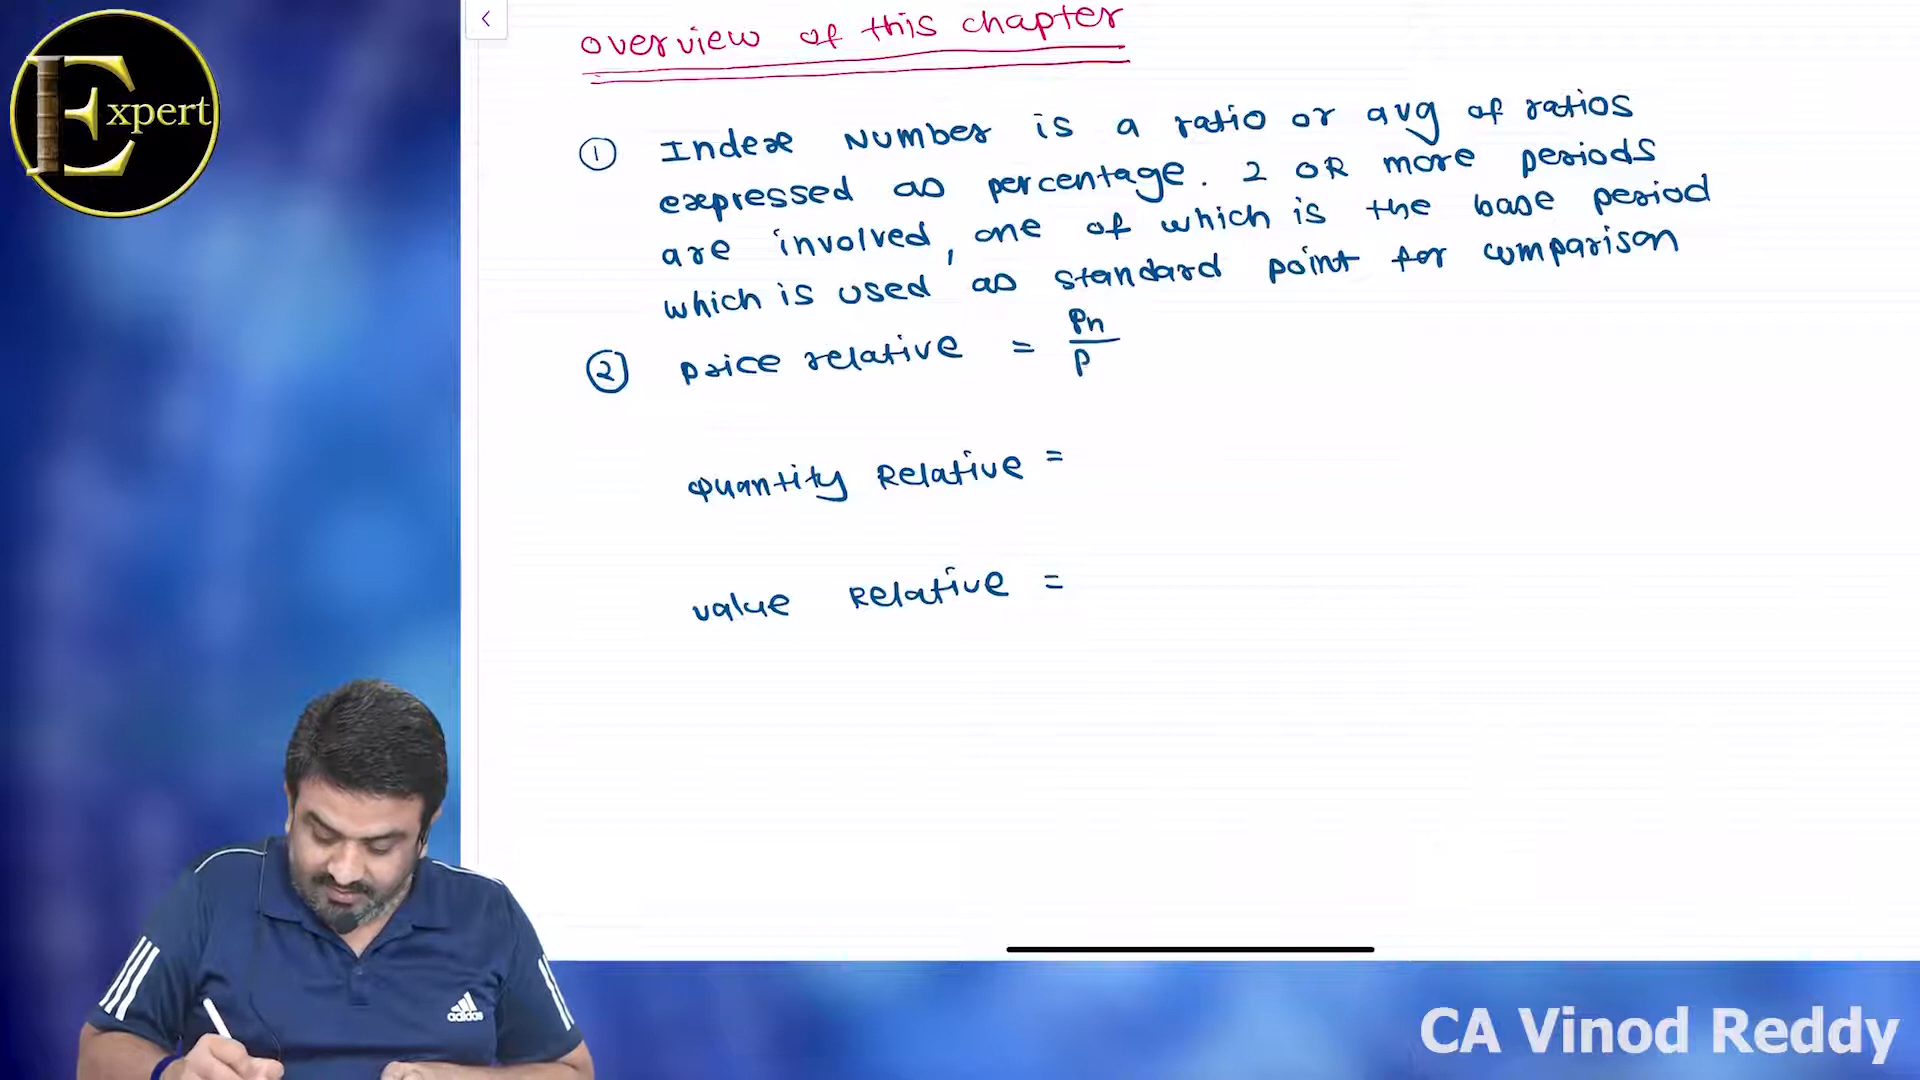 Expert
overview of this chapter
① Index Number is a ratio or avg of ratios
expressed as percentage. 2 OR more periods
are involved, one of which is the base period
which is used as standard point for comparison
② price relative = Pn
P
Quantity Relative =
value Relative =
adidas
CA Vinod Reddy